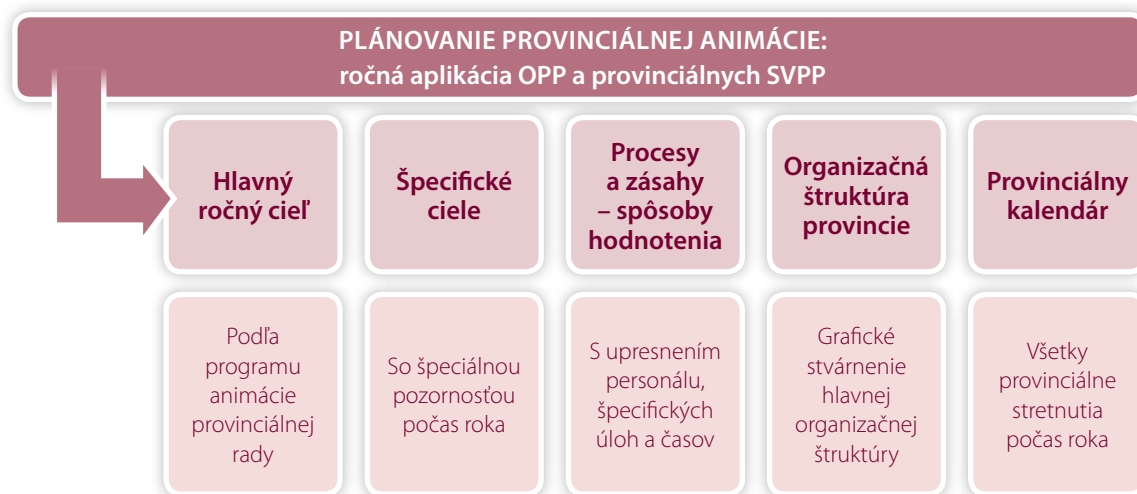 PLÁNOVANIE PROVINCIÁLNEJ ANIMÁCIE:
ročná aplikácia OPP a provinciálnych SVPP
Hlavný
ročný cieľ
Špecifické
ciele
Procesy
a zásahy
– spôsoby
hodnotenia
Organizačná
štruktúra
provincie
Provinciálny
kalendár
Podľa
programu
animácie
provinciálnej
rady
So špeciálnou
pozornosťou
počas roka
S upresnením
personálu,
špecifických
úloh a časov
Grafické
stvárnenie
hlavnej
organizačnej
štruktúry
Všetky
provinciálne
stretnutia
počas roka